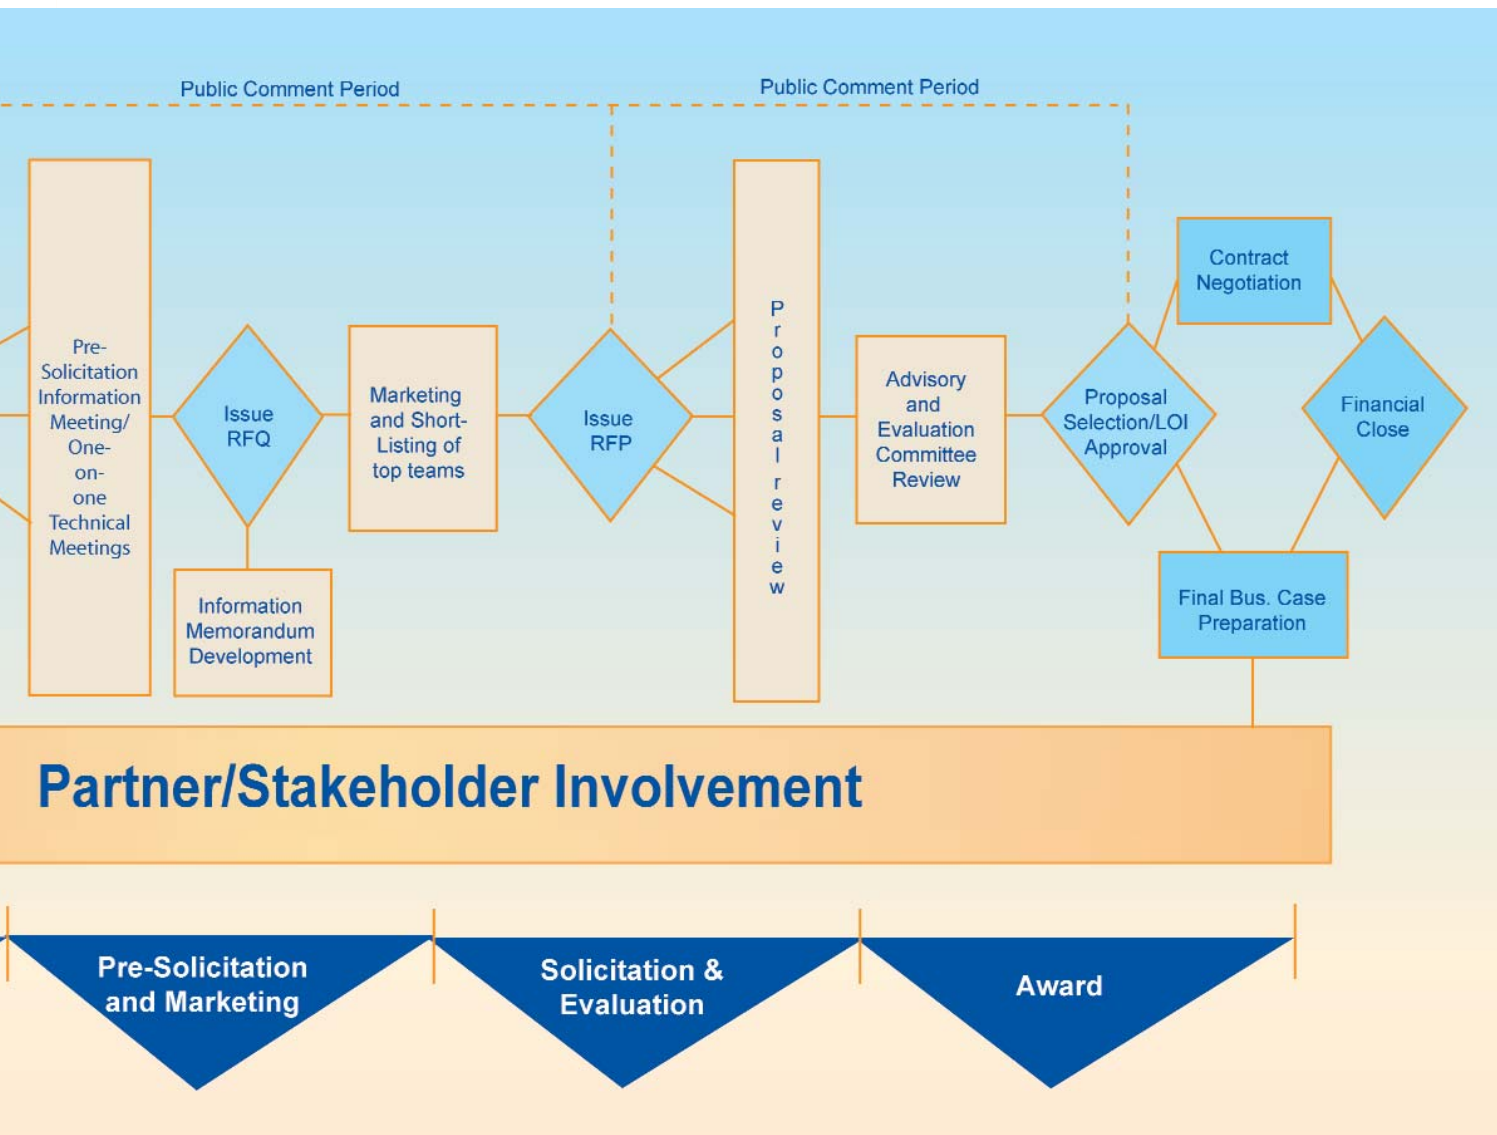 Public Comment Period
Public Comment Period
Pre-
Solicitation
Information
Meeting/
One-
on-
one
Technical
Meetings
Issue
RFQ
Information
Memorandum
Development
Marketing
and Short-
Listing of
top teams
Issue
RFP
Proposal review
Advisory
and
Evaluation
Committee
Review
Proposal
Selection/LOI
Approval
Contract
Negotiation
Financial
Close
Final Bus. Case
Preparation
Partner/Stakeholder Involvement
Pre-Solicitation
and Marketing
Solicitation &
Evaluation
Award